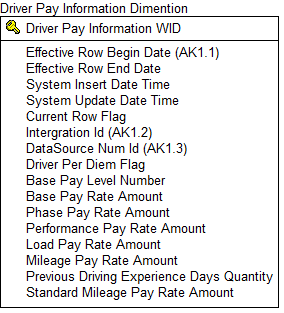 Driver Pay Information Dimention
Driver Pay Information WID
Effective Row Begin Date (AK1.1)
Effective Row End Date
System Insert Date Time
System Update Date Time
Current Row Flag
Intergration Id (AK1.2)
DataSource Num Id (AK1.3)
Driver Per Diem Flag
Base Pay Level Number
Base Pay Rate Amount
Phase Pay Rate Amount
Performance Pay Rate Amount
Load Pay Rate Amount
Mileage Pay Rate Amount
Previous Driving Experience Days Quantity
Standard Mileage Pay Rate Amount